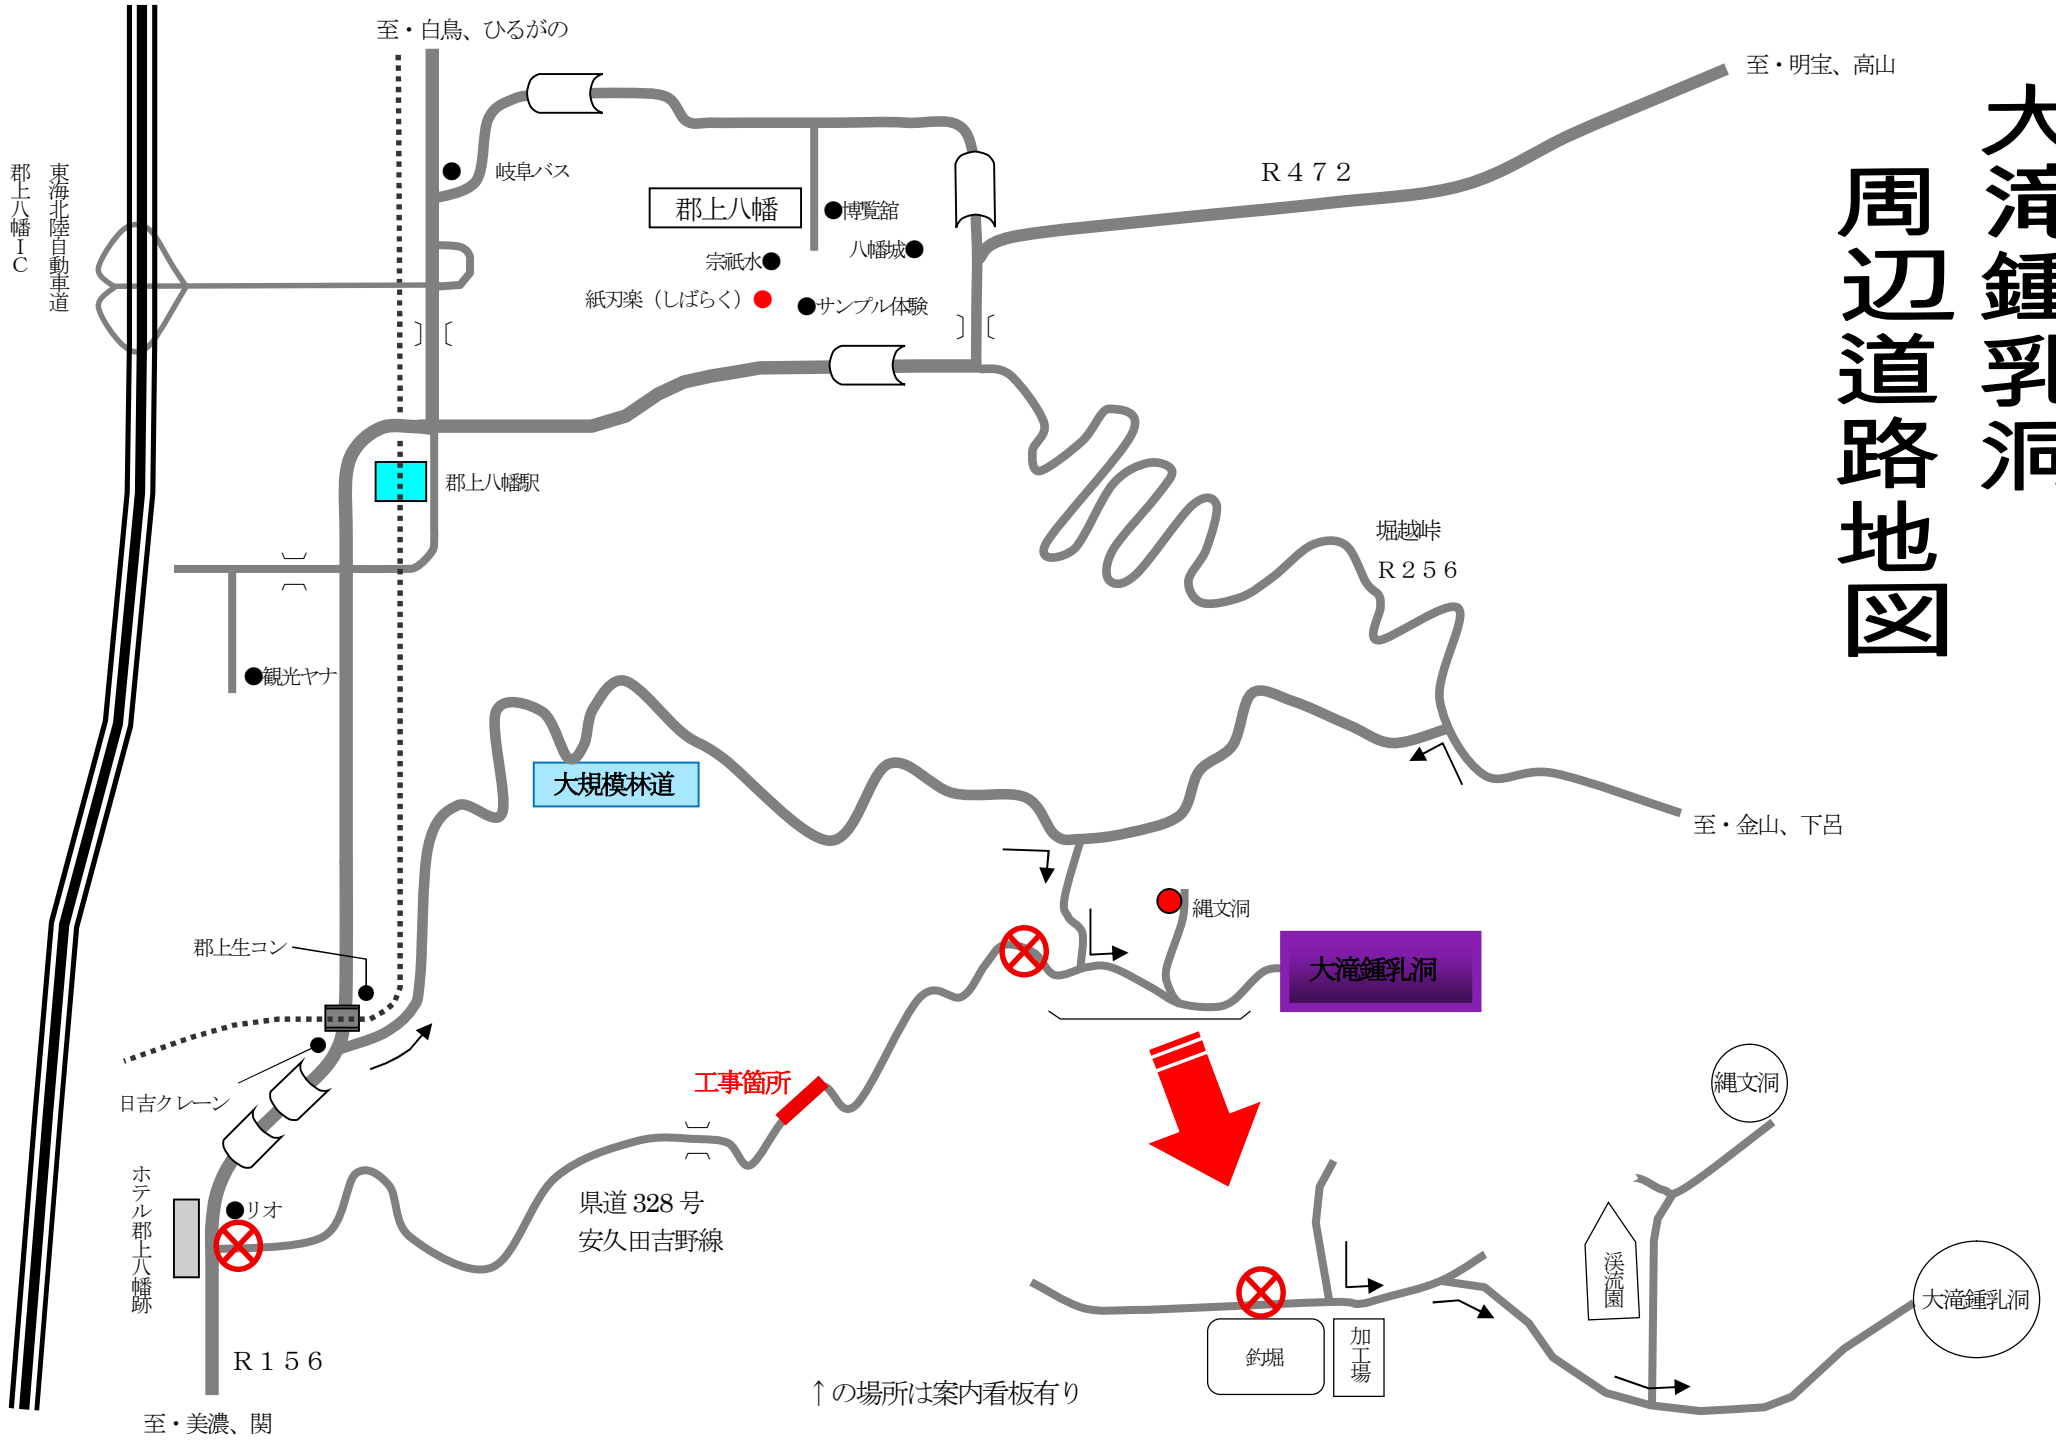 大滝鍾乳洞
周辺道路地図
至・白鳥、ひるがの
至・明宝、高山
東海北陸自動車道
郡上八幡ＩＣ
岐阜バス
Ｒ４７２
郡上八幡
博覧舘
八幡城
宗祇水
紙刃楽（しばらく）
サンプル体験
郡上八幡駅
堀越峠
Ｒ２５６
観光ヤナ
大規模林道
至・金山、下呂
縄文洞
郡上生コン
大滝鍾乳洞
工事箇所
縄文洞
日吉クレーン
ホテル郡上八幡跡
リオ
県道 328 号
安久田吉野線
渓流園
大滝鍾乳洞
釣堀
加工場
Ｒ１５６
↑の場所は案内看板有り
至・美濃、関